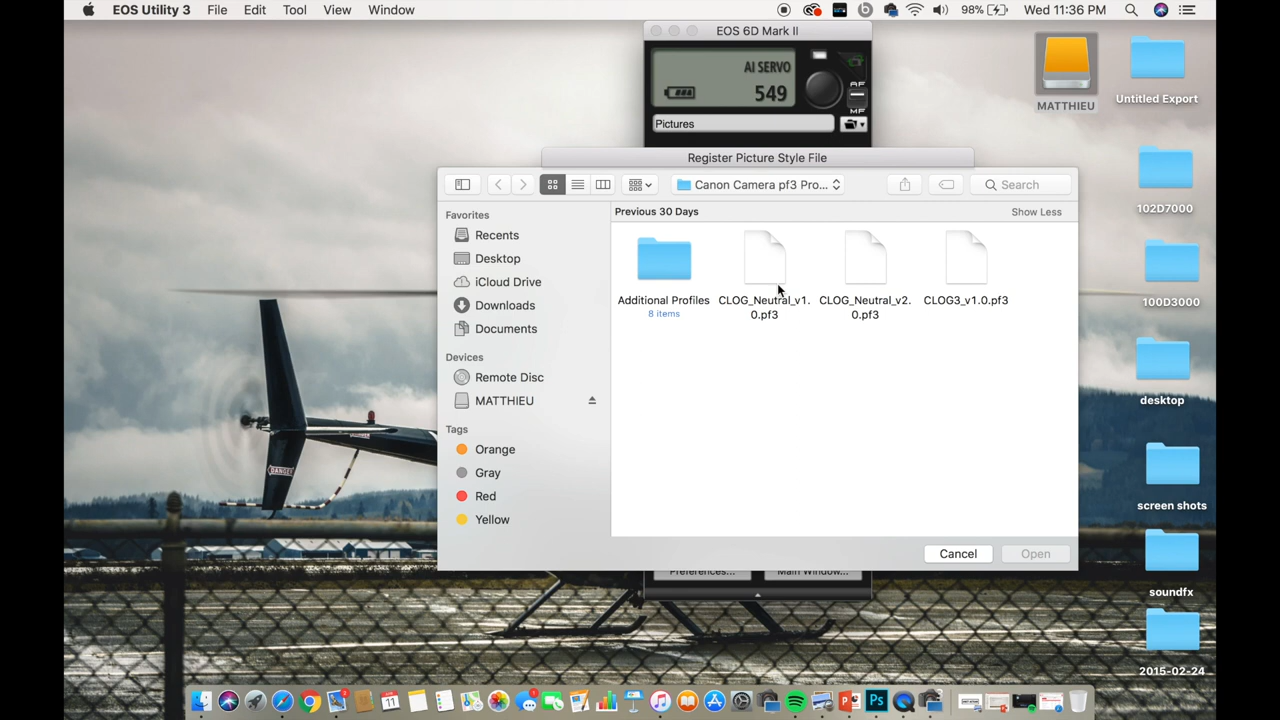 EOS Utility 3 File Edit Tool View Window 98% Wed 11:36 PM
EOS 6D Mark II
AI SERVO
549
AF
MF
Pictures
Register Picture Style File
Canon Camera pf3 Pro...
Search
Favorites
Recents
Desktop
iCloud Drive
Downloads
Documents
Devices
Remote Disc
MATTHIEU
Tags
Orange
Gray
Red
Yellow
Previous 30 Days Show Less
Additional Profiles
8 items
CLOG_Neutral_v1.
0.pf3
CLOG_Neutral_v2.
0.pf3
CLOG3_v1.0.pf3
Cancel Open
Preferences... Main Window...
MATTHIEU
Untitled Export
102D7000
100D3000
desktop
screen shots
soundfx
2015-02-24
DANGER